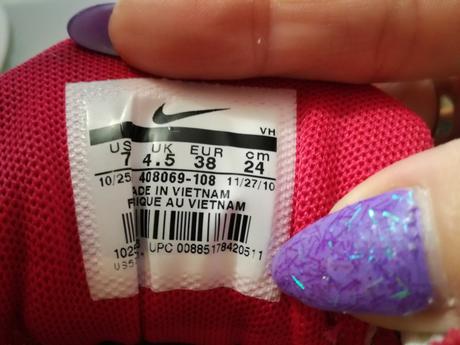 VH
US UK EUR cm
7 4.5 38 24
10/25 408069-108 11/27/10
ADE IN VIETNAM
IQUE AU VIETNAM
UPC 00885178420511